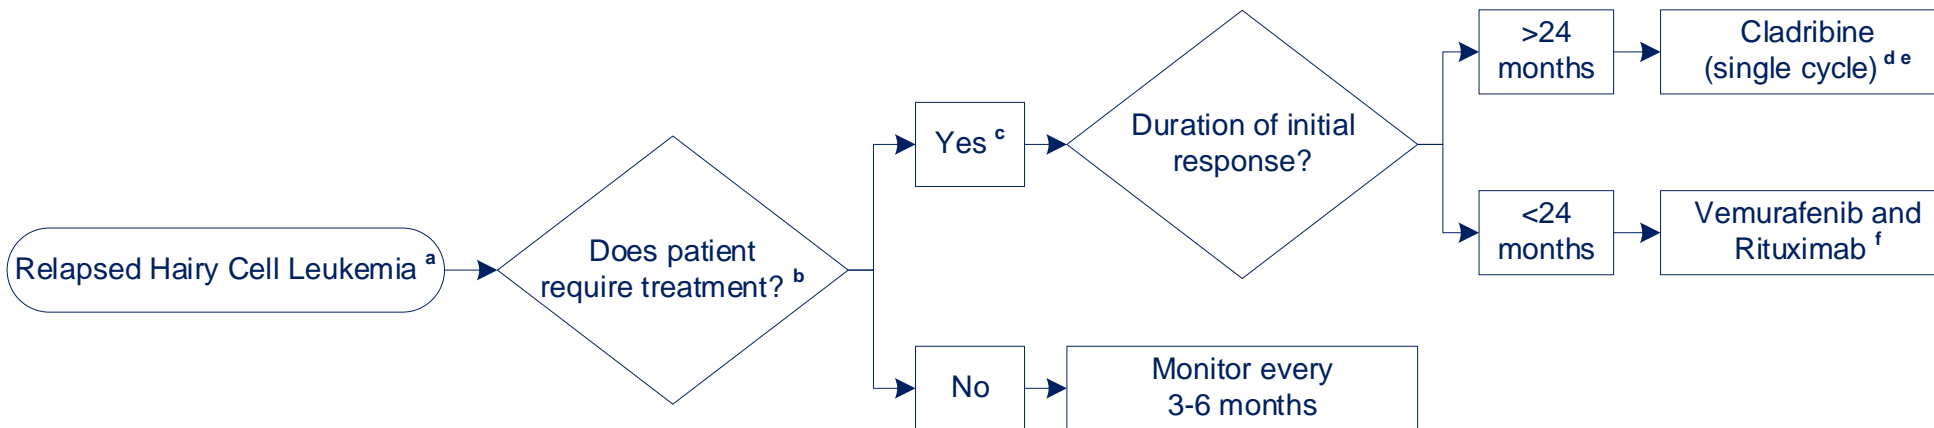 Relapsed Hairy Cell Leukemia a
Does patient
require treatment? b
Yes c
Duration of initial
response?
>24
months
Cladribine
(single cycle) d e
<24
months
Vemurafenib and
Rituximab f
No
Monitor every
3-6 months